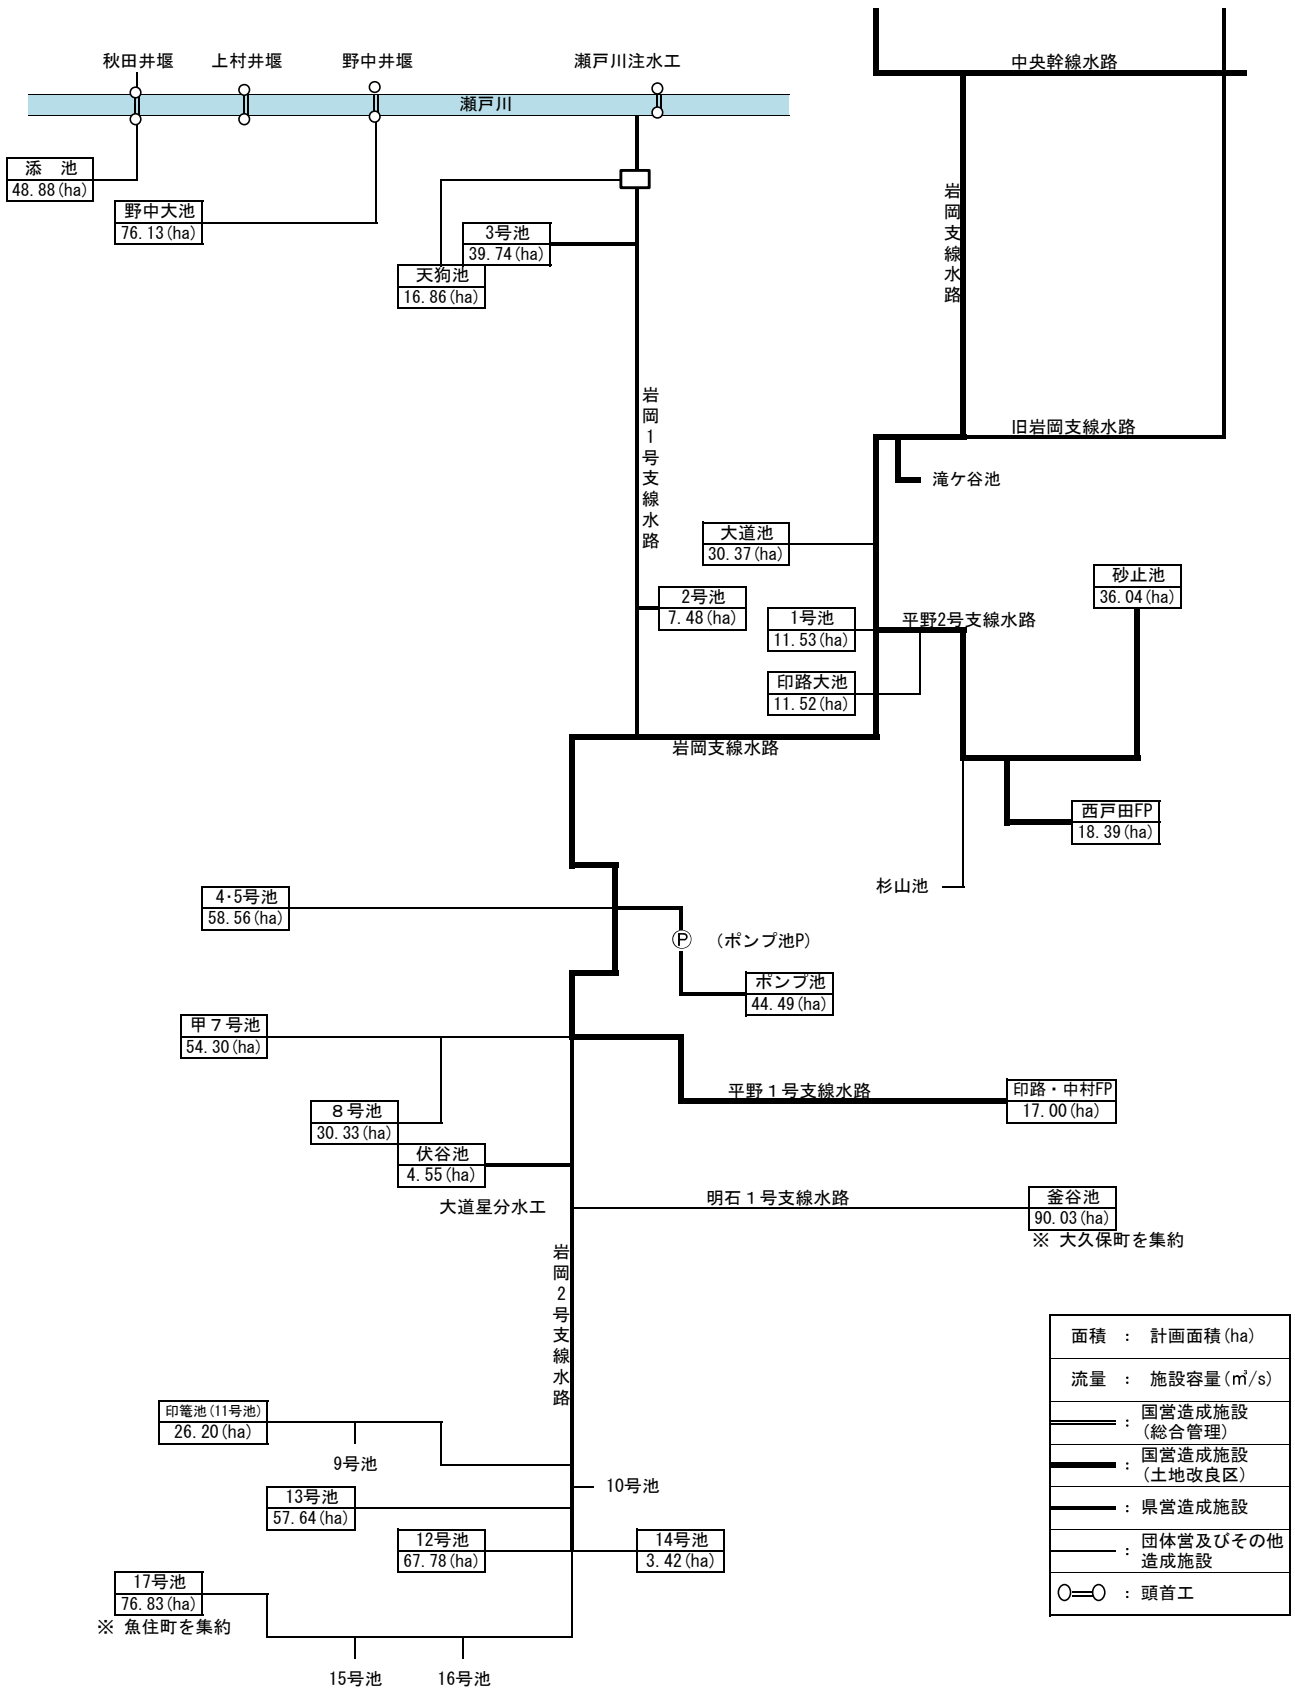 秋田井堰
上村井堰
野中井堰
瀬戸川注水工
中央幹線水路
瀬戸川
添　池
48.88(ha)
野中大池
76.13(ha)
3号池
39.74(ha)
天狗池
16.86(ha)
岩岡支線水路
岩岡1号支線水路
旧岩岡支線水路
滝ケ谷池
大道池
30.37(ha)
砂止池
36.04(ha)
2号池
7.48(ha)
1号池
11.53(ha)
平野2号支線水路
印路大池
11.52(ha)
岩岡支線水路
西戸田FP
18.39(ha)
杉山池
4･5号池
58.56(ha)
P
(ポンプ池P)
ポンプ池
44.49(ha)
甲７号池
54.30(ha)
平野１号支線水路
印路・中村FP
17.00(ha)
８号池
30.33(ha)
伏谷池
4.55(ha)
大道星分水工
明石１号支線水路
釜谷池
90.03(ha)
※ 大久保町を集約
岩岡2号支線水路
面積 ： 計画面積(ha)
流量 ： 施設容量(㎥/s)
： 国営造成施設
(総合管理)
： 国営造成施設
(土地改良区)
： 県営造成施設
： 団体営及びその他
造成施設
： 頭首工
印篭池(11号池)
26.20(ha)
9号池
10号池
13号池
57.64(ha)
12号池
67.78(ha)
14号池
3.42(ha)
17号池
76.83(ha)
※ 魚住町を集約
15号池
16号池